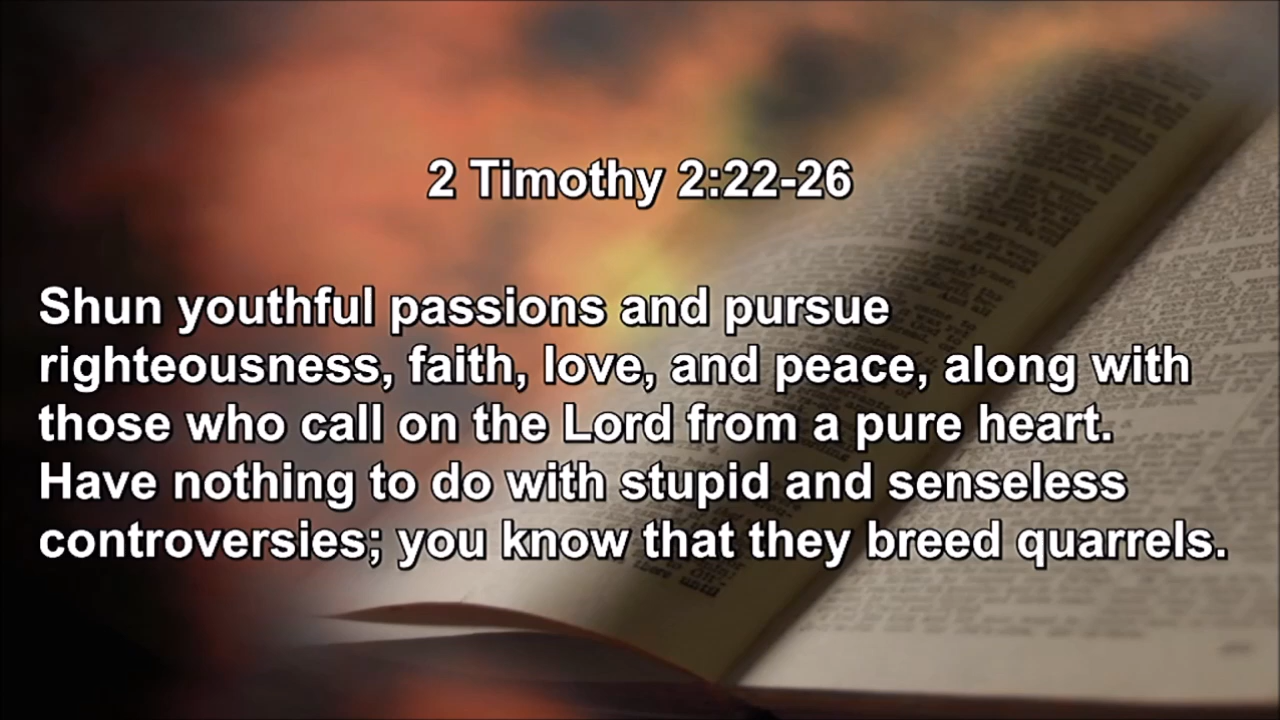 2 Timothy 2:22-26
Shun youthful passions and pursue
righteousness, faith, love, and peace, along with
those who call on the Lord from a pure heart.
Have nothing to do with stupid and senseless
controversies; you know that they breed quarrels.